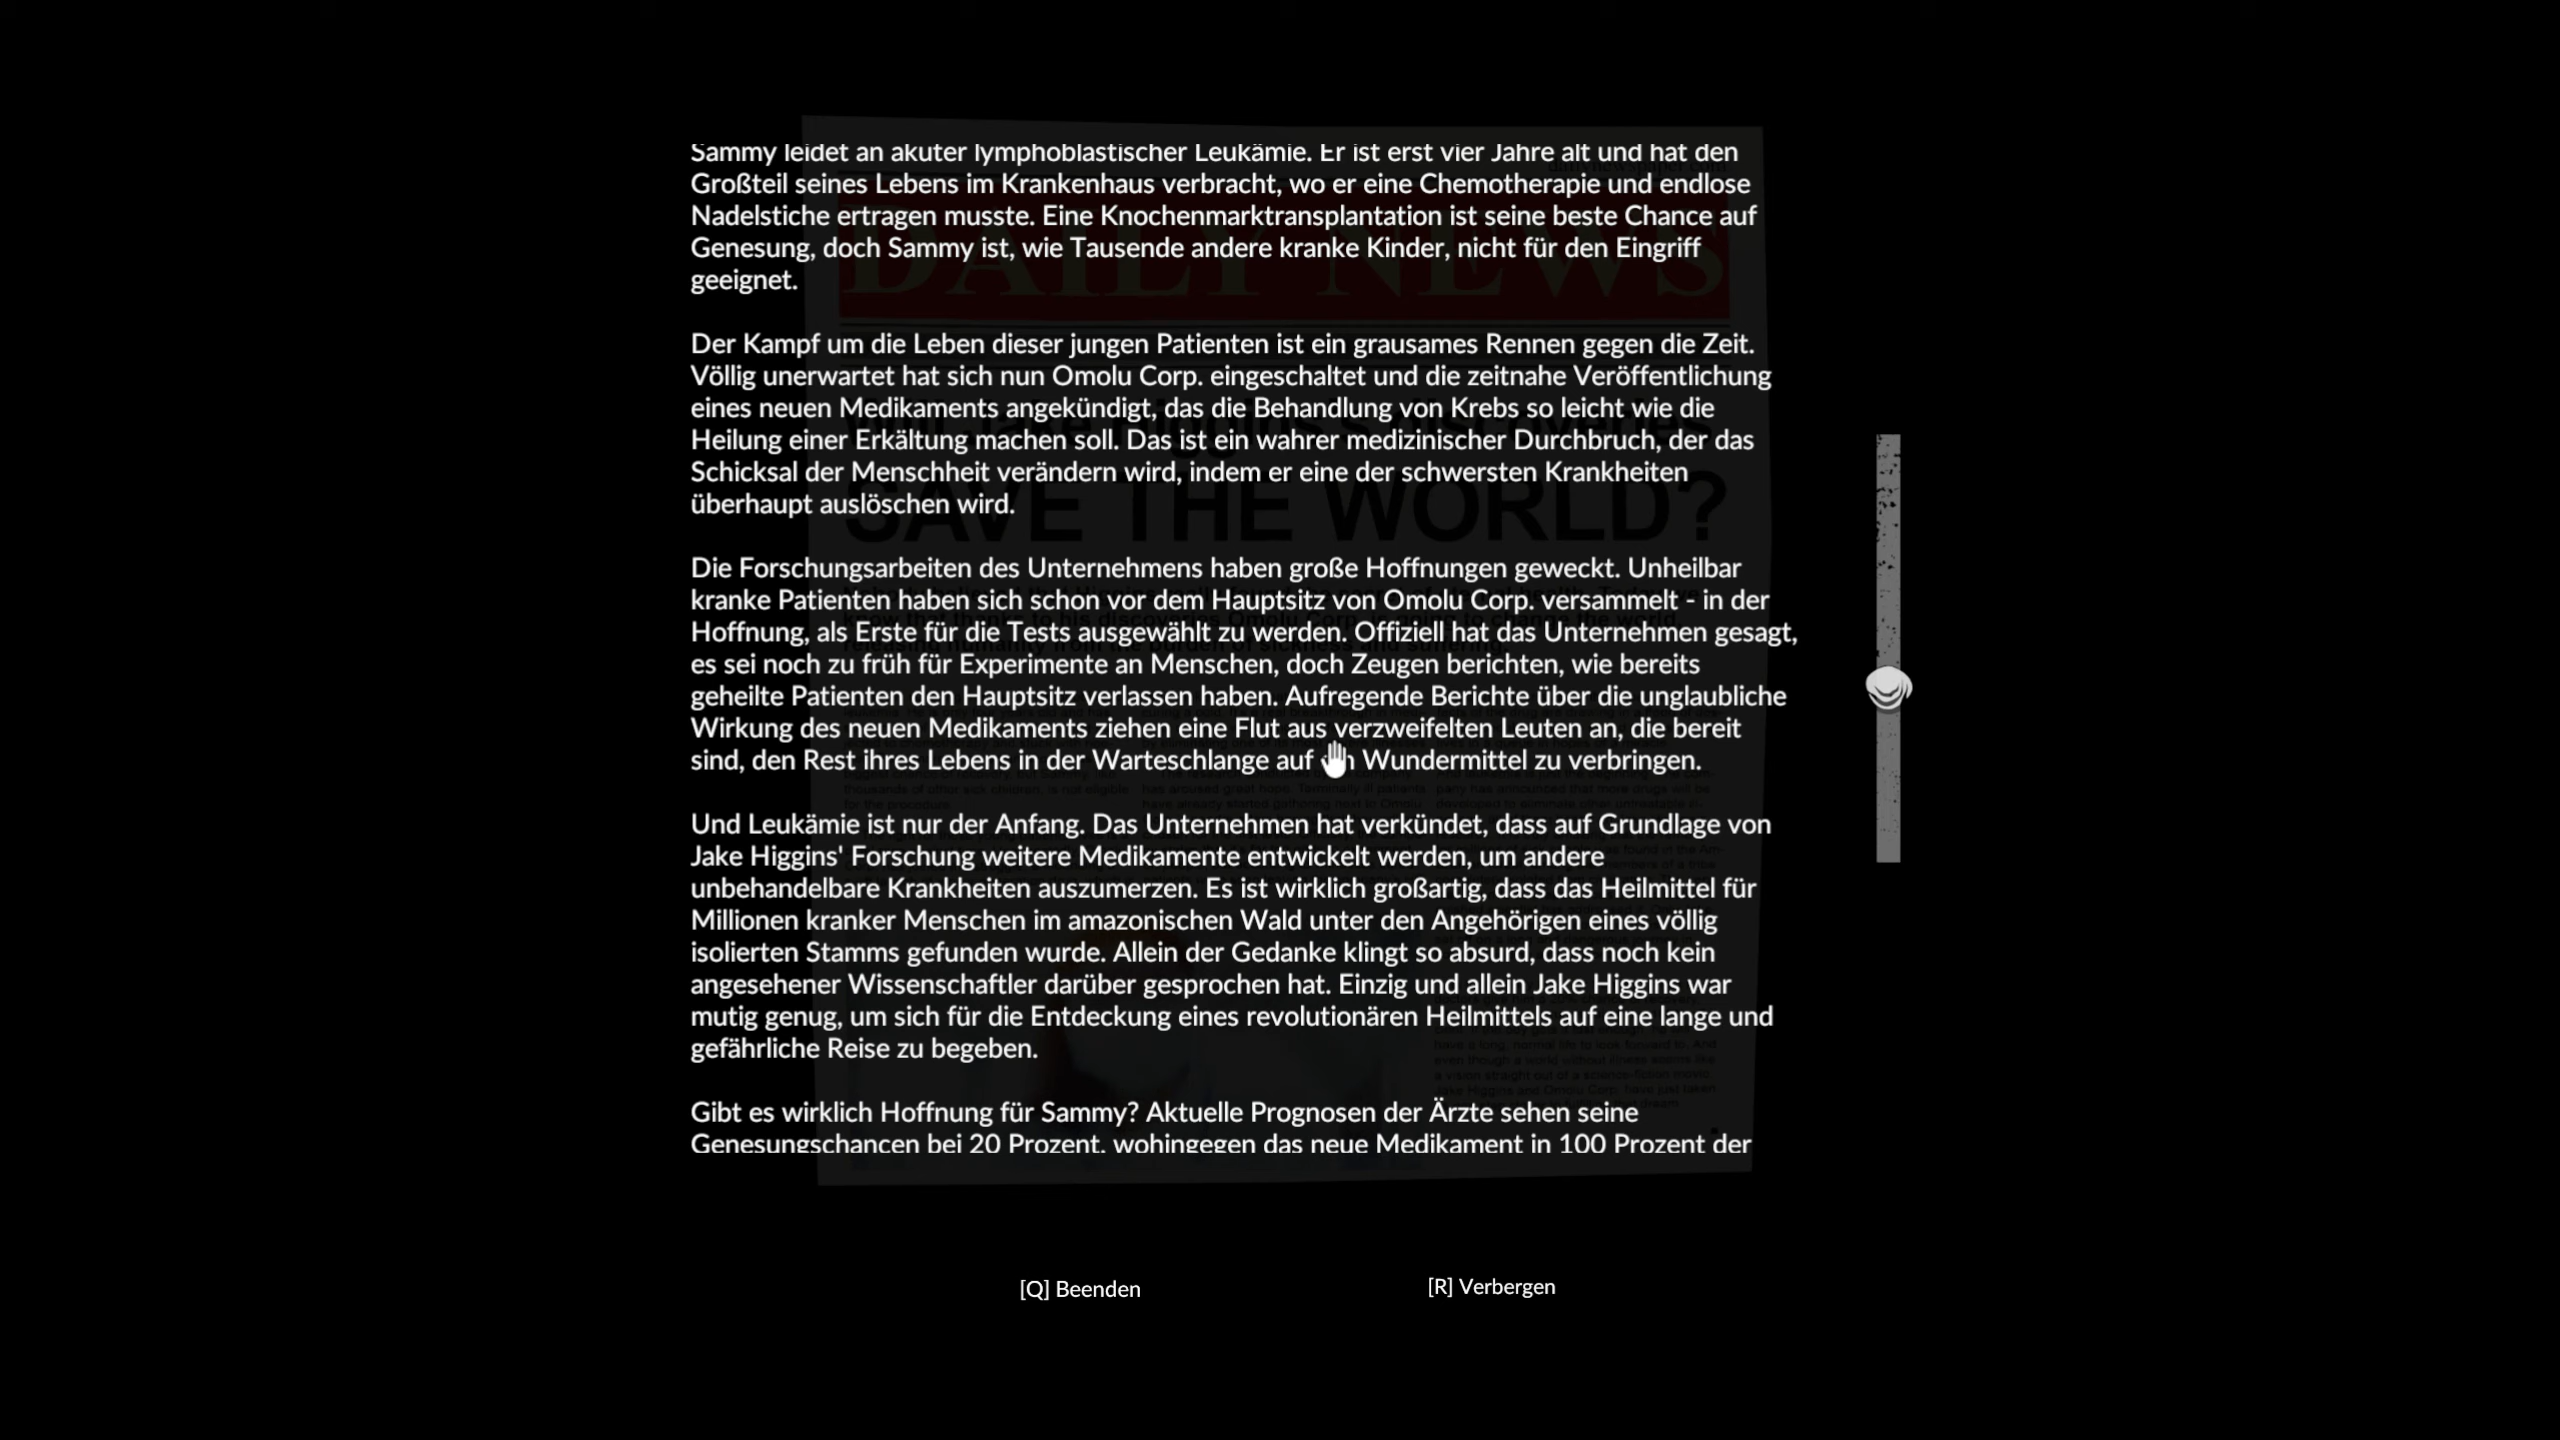 Sammy leidet an akuter lymphoblastischer Leukämie. Er ist erst vier Jahre alt und hat den
Großteil seines Lebens im Krankenhaus verbracht, wo er eine Chemotherapie und endlose
Nadelstiche ertragen musste. Eine Knochenmarktransplantation ist seine beste Chance auf
Genesung, doch Sammy ist, wie Tausende andere kranke Kinder, nicht für den Eingriff
geeignet.
DAILY NEWS
Der Kampf um die Leben dieser jungen Patienten ist ein grausames Rennen gegen die Zeit.
Völlig unerwartet hat sich nun Omolu Corp. eingeschaltet und die zeitnahe Veröffentlichung
eines neuen Medikaments angekündigt, das die Behandlung von Krebs so leicht wie die
Heilung einer Erkältung machen soll. Das ist ein wahrer medizinischer Durchbruch, der das
Schicksal der Menschheit verändern wird, indem er eine der schwersten Krankheiten
überhaupt auslöschen wird.
SAVE THE WORLD?
Die Forschungsarbeiten des Unternehmens haben große Hoffnungen geweckt. Unheilbar
kranke Patienten haben sich schon vor dem Hauptsitz von Omolu Corp. versammelt - in der
Hoffnung, als Erste für die Tests ausgewählt zu werden. Offiziell hat das Unternehmen gesagt,
es sei noch zu früh für Experimente an Menschen, doch Zeugen berichten, wie bereits
geheilte Patienten den Hauptsitz verlassen haben. Aufregende Berichte über die unglaubliche
Wirkung des neuen Medikaments ziehen eine Flut aus verzweifelten Leuten an, die bereit
sind, den Rest ihres Lebens in der Warteschlange auf Wundermittel zu verbringen.
Und Leukämie ist nur der Anfang. Das Unternehmen hat verkündet, dass auf Grundlage von
Jake Higgins' Forschung weitere Medikamente entwickelt werden, um andere
unbehandelbare Krankheiten auszumerzen. Es ist wirklich großartig, dass das Heilmittel für
Millionen kranker Menschen im amazonischen Wald unter den Angehörigen eines völlig
isolierten Stamms gefunden wurde. Allein der Gedanke klingt so absurd, dass noch kein
angesehener Wissenschaftler darüber gesprochen hat. Einzig und allein Jake Higgins war
mutig genug, um sich für die Entdeckung eines revolutionären Heilmittels auf eine lange und
gefährliche Reise zu begeben.
Gibt es wirklich Hoffnung für Sammy? Aktuelle Prognosen der Ärzte sehen seine
Genesungschancen bei 20 Prozent, wohingegen das neue Medikament in 100 Prozent der
[Q] Beenden
[R] Verbergen